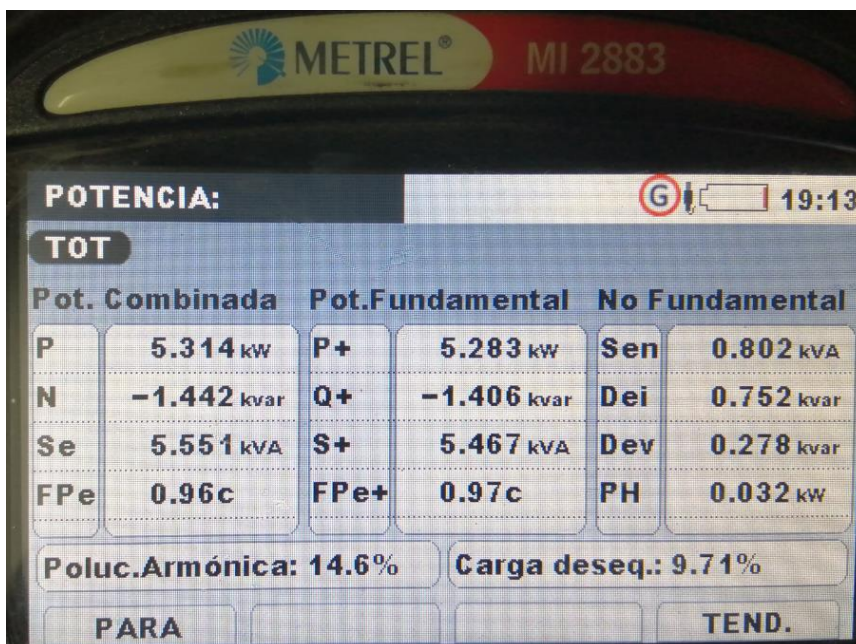 METREL® MI 2883
POTENCIA: G 19:13
TOT
Pot. Combinada Pot.Fundamental No Fundamental
P 5.314 kW P+ 5.283 kW Sen 0.802 kVA
N -1.442 kvar Q+ -1.406 kvar Dei 0.752 kvar
Se 5.551 kVA S+ 5.467 kVA Dev 0.278 kvar
FPe 0.96c FPe+ 0.97c PH 0.032 kW
Poluc.Armónica: 14.6% Carga deseq.: 9.71%
PARA TEND.